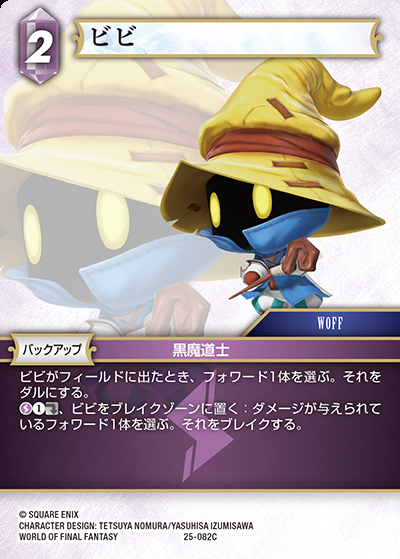 2
ビビ
WOFF
バックアップ
黒魔道士
ビビがフィールドに出たとき、フォワード1体を選ぶ。それを
ダルにする。
1、ビビをブレイクゾーンに置く：ダメージが与えられて
いるフォワード1体を選ぶ。それをブレイクする。
© SQUARE ENIX
CHARACTER DESIGN: TETSUYA NOMURA/YASUHISA IZUMISAWA
WORLD OF FINAL FANTASY
25-082C